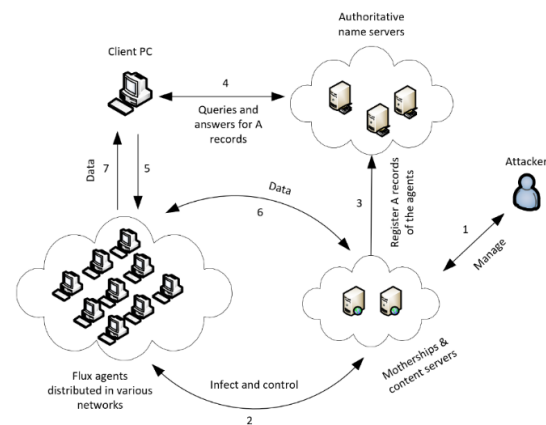 Authoritative
name servers
Client PC
4
Queries and
answers for A
records
Attacker
Data
7
5
Data
6
3
Register A records
of the agents
1
Manage
Motherships &
content servers
Flux agents
distributed in various
networks
Infect and control
2